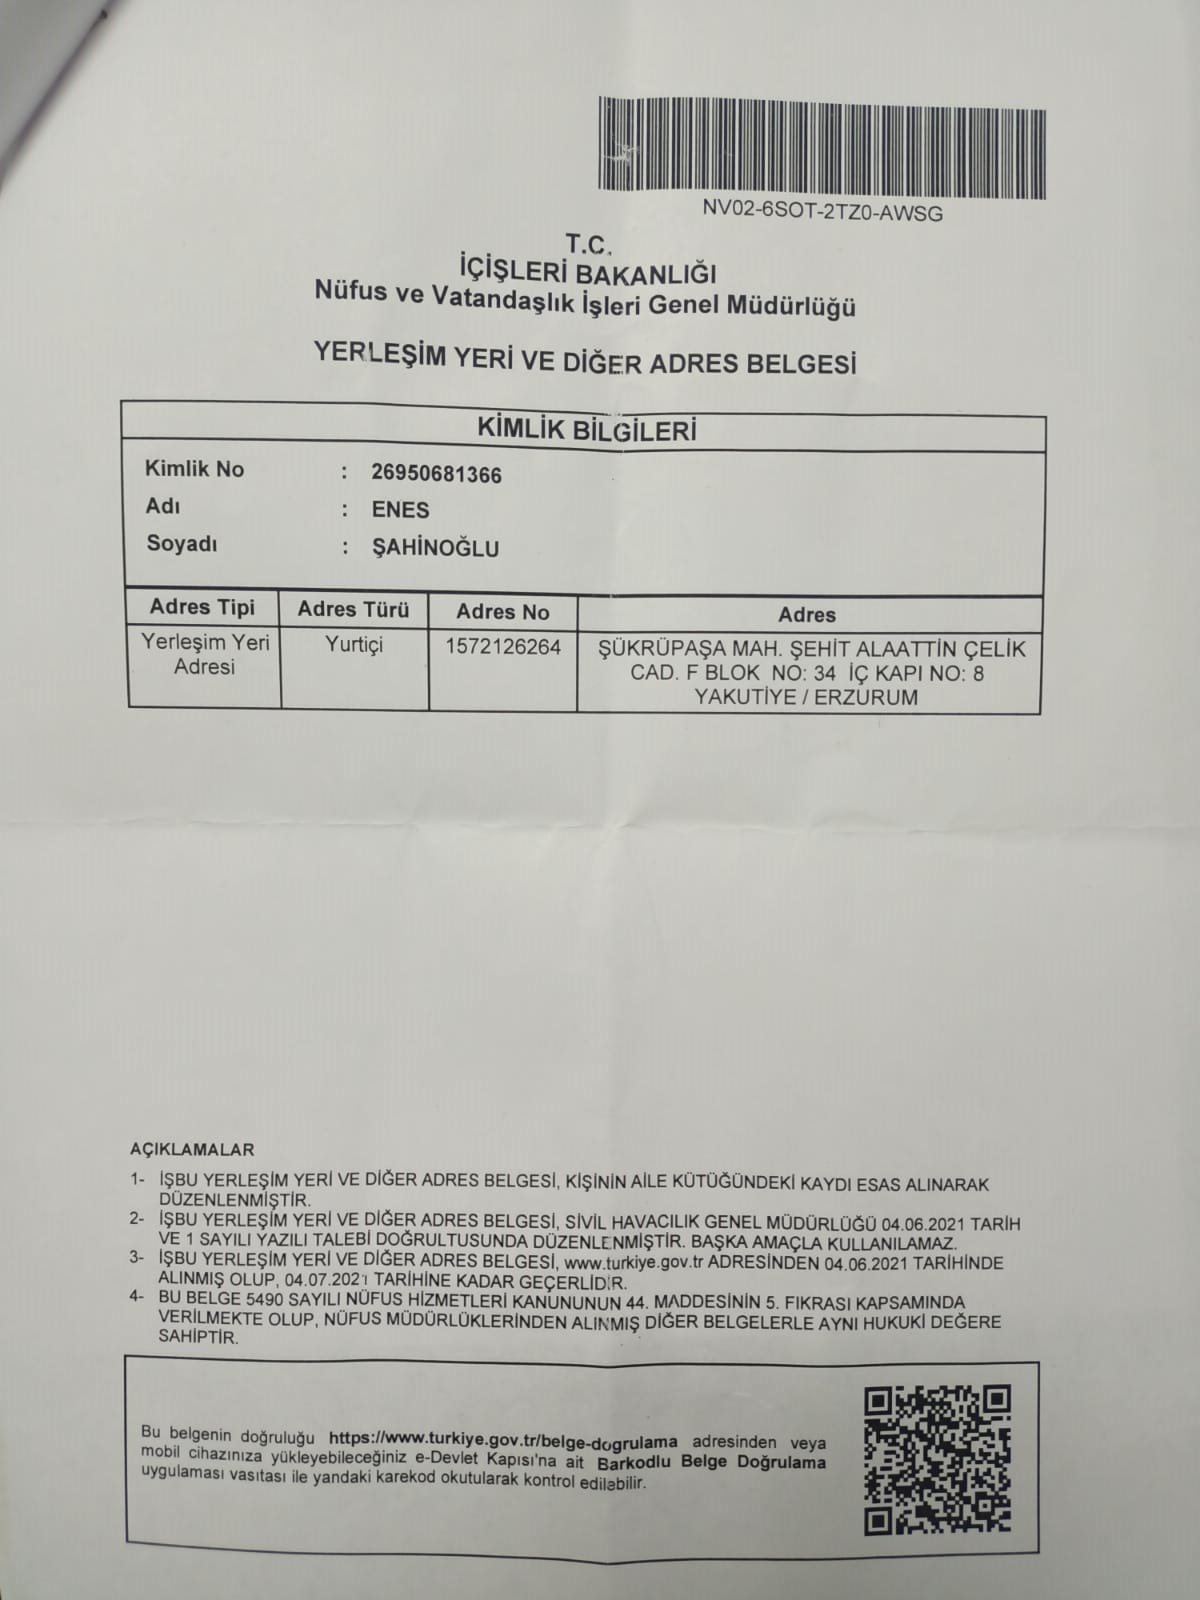 NV02-6SOT-2TZ0-AWSG
T.C.
İÇİŞLERİ BAKANLIĞI
Nüfus ve Vatandaşlık İşleri Genel Müdürlüğü
YERLEŞİM YERİ VE DİĞER ADRES BELGESİ
KİMLİK BİLGİLERİ
Kimlik No : 26950681366
Adı : ENES
Soyadı : ŞAHİNOĞLU
Adres Tipi Adres Türü Adres No Adres
Yerleşim Yeri Yurtiçi 1572126264 ŞÜKRÜPAŞA MAH. ŞEHİT ALAATTİN ÇELİK
Adresi CAD. F BLOK NO: 34 İÇ KAPI NO: 8
YAKUTİYE / ERZURUM
AÇIKLAMALAR
1- İŞBU YERLEŞİM YERİ VE DİĞER ADRES BELGESİ, KİŞİNİN AİLE KÜTÜĞÜNDEKİ KAYDI ESAS ALINARAK
DÜZENLENMİŞTİR.
2- İŞBU YERLEŞİM YERİ VE DİĞER ADRES BELGESİ, SİVİL HAVACILIK GENEL MÜDÜRLÜĞÜ 04.06.2021 TARİH
VE 1 SAYILI YAZILI TALEBİ DOĞRULTUSUNDA DÜZENLENMİŞTİR. BAŞKA AMAÇLA KULLANILAMAZ.
3- İŞBU YERLEŞİM YERİ VE DİĞER ADRES BELGESİ, www.turkiye.gov.tr ADRESİNDEN 04.06.2021 TARİHİNDE
ALINMIŞ OLUP, 04.07.2021 TARİHİNE KADAR GEÇERLİDİR.
4- BU BELGE 5490 SAYILI NÜFUS HİZMETLERİ KANUNUNUN 44. MADDESİNİN 5. FIKRASI KAPSAMINDA
VERİLMEKTE OLUP, NÜFUS MÜDÜRLÜKLERİNDEN ALINMIŞ DİĞER BELGELERLE AYNI HUKUKİ DEĞERE
SAHİPTİR.
Bu belgenin doğruluğu https://www.turkiye.gov.tr/belge-dogrulama adresinden veya
mobil cihazınıza yükleyebileceğiniz e-Devlet Kapısı'na ait Barkodlu Belge Doğrulama
uygulaması vasıtası ile yandaki karekod okutularak kontrol edilebilir.